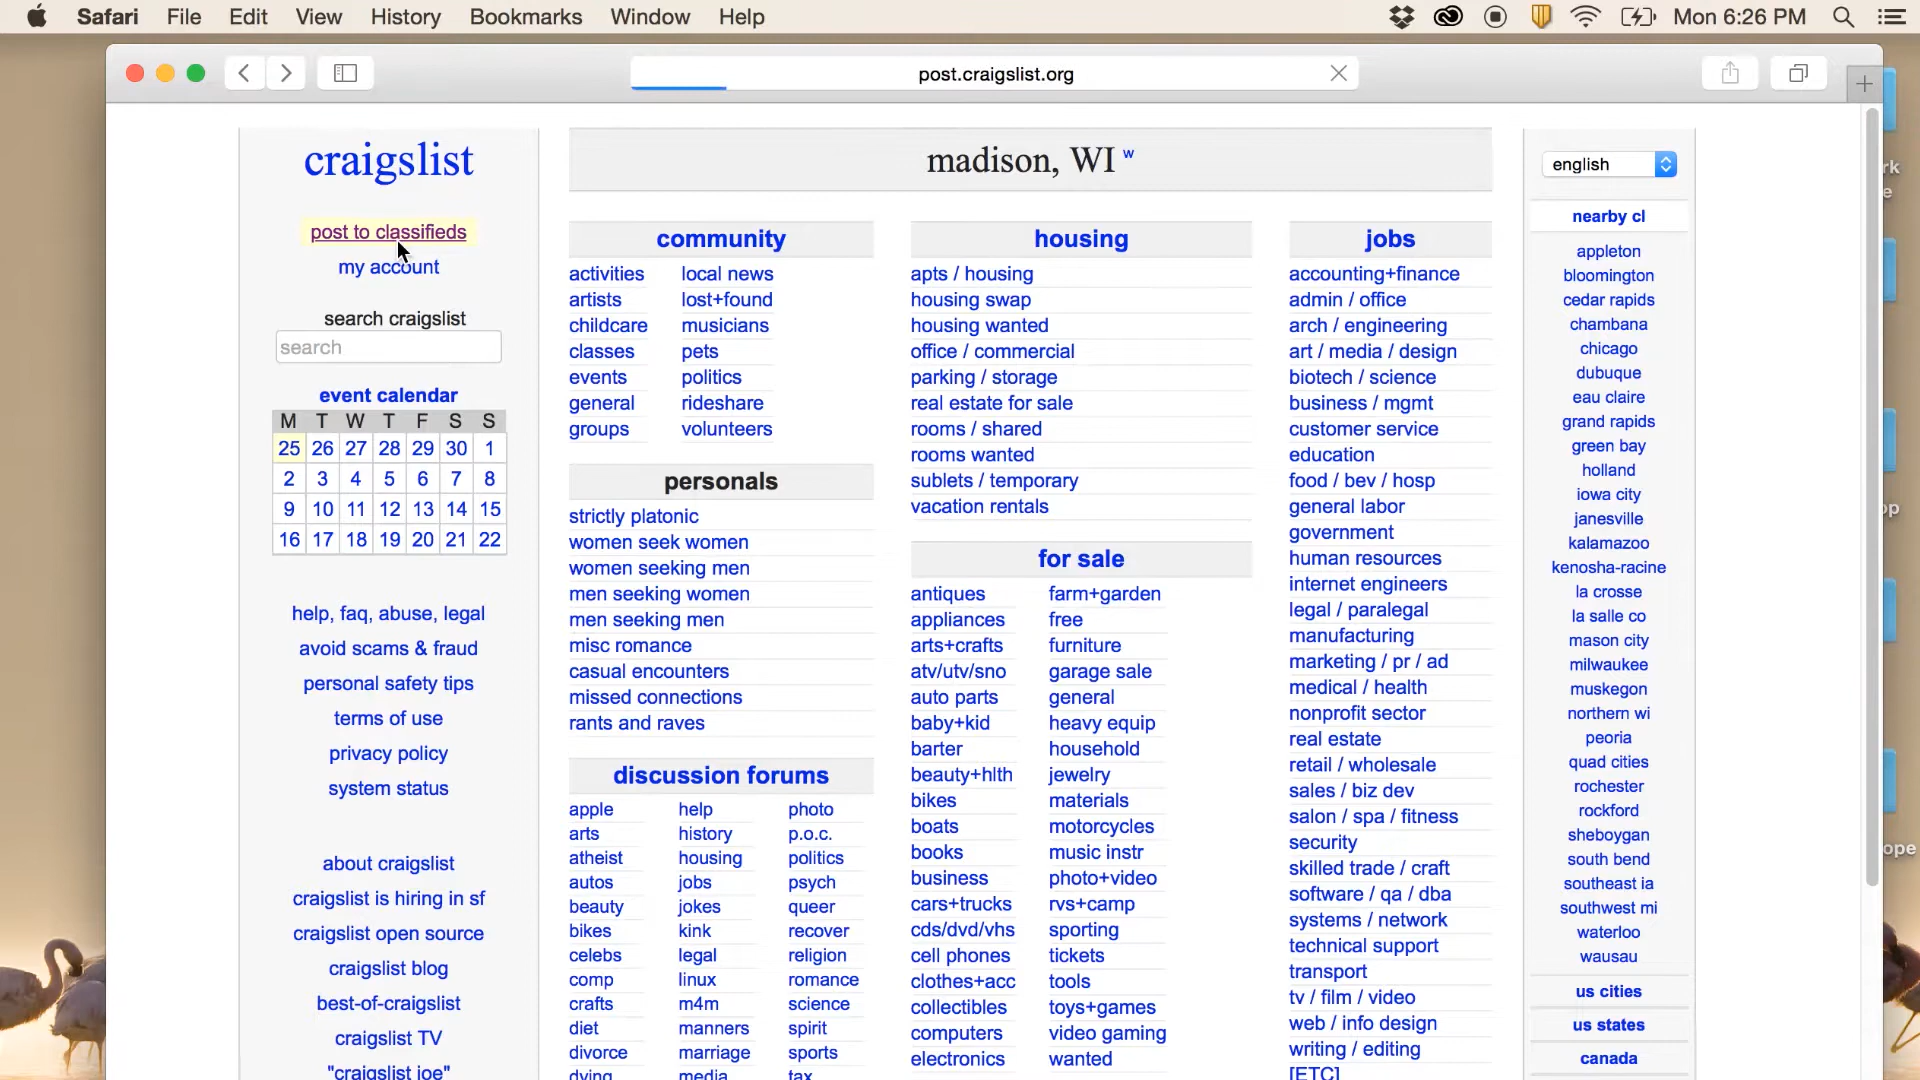 Safari File Edit View History Bookmarks Window Help Mon 6:26 PM
post.craigslist.org
craigslist
post to classifieds
my account
search craigslist
search
event calendar
M T W T F S S
25 26 27 28 29 30 1
2 3 4 5 6 7 8
9 10 11 12 13 14 15
16 17 18 19 20 21 22
help, faq, abuse, legal
avoid scams & fraud
personal safety tips
terms of use
privacy policy
system status
about craigslist
craigslist is hiring in sf
craigslist open source
craigslist blog
best-of-craigslist
craigslist TV
"craigslist joe"
madison, WI w
community
activities local news
artists lost+found
childcare musicians
classes pets
events politics
general rideshare
groups volunteers
personals
strictly platonic
women seek women
women seeking men
men seeking women
men seeking men
misc romance
casual encounters
missed connections
rants and raves
discussion forums
apple help photo
arts history p.o.c.
atheist housing politics
autos jobs psych
beauty jokes queer
bikes kink recover
celebs legal religion
comp linux romance
crafts m4m science
diet manners spirit
divorce marriage sports
dying media tax
housing
apts / housing
housing swap
housing wanted
office / commercial
parking / storage
real estate for sale
rooms / shared
rooms wanted
sublets / temporary
vacation rentals
for sale
antiques farm+garden
appliances free
arts+crafts furniture
atv/utv/sno garage sale
auto parts general
baby+kid heavy equip
barter household
beauty+hlth jewelry
bikes materials
boats motorcycles
books music instr
business photo+video
cars+trucks rvs+camp
cds/dvd/vhs sporting
cell phones tickets
clothes+acc tools
collectibles toys+games
computers video gaming
electronics wanted
jobs
accounting+finance
admin / office
arch / engineering
art / media / design
biotech / science
business / mgmt
customer service
education
food / bev / hosp
general labor
government
human resources
internet engineers
legal / paralegal
manufacturing
marketing / pr / ad
medical / health
nonprofit sector
real estate
retail / wholesale
sales / biz dev
salon / spa / fitness
security
skilled trade / craft
software / qa / dba
systems / network
technical support
transport
tv / film / video
web / info design
writing / editing
[ETC]
english
nearby cl
appleton
bloomington
cedar rapids
chambana
chicago
dubuque
eau claire
grand rapids
green bay
holland
iowa city
janesville
kalamazoo
kenosha-racine
la crosse
la salle co
mason city
milwaukee
muskegon
northern wi
peoria
quad cities
rochester
rockford
sheboygan
south bend
southeast ia
southwest mi
waterloo
wausau
us cities
us states
canada